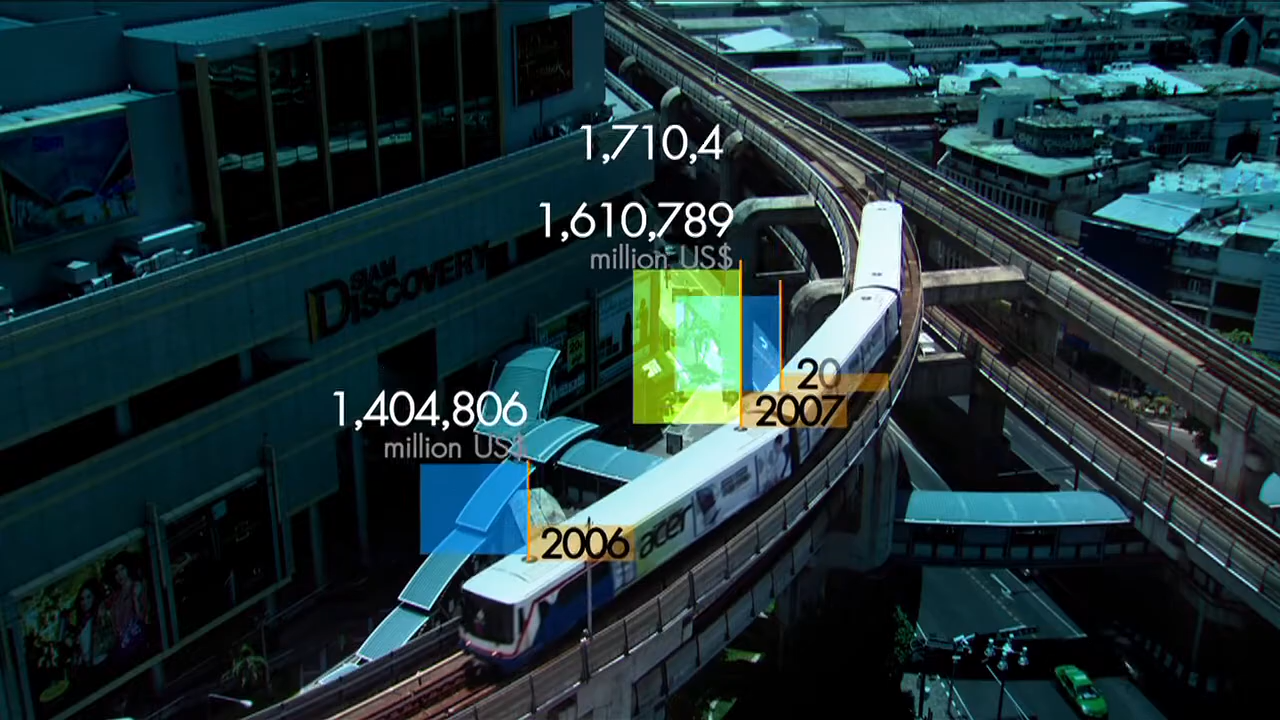 1,710,4
1,610,789
million US$
SIAM
DISCOVERY
20
2007
1,404,806
million US$
2006
acer